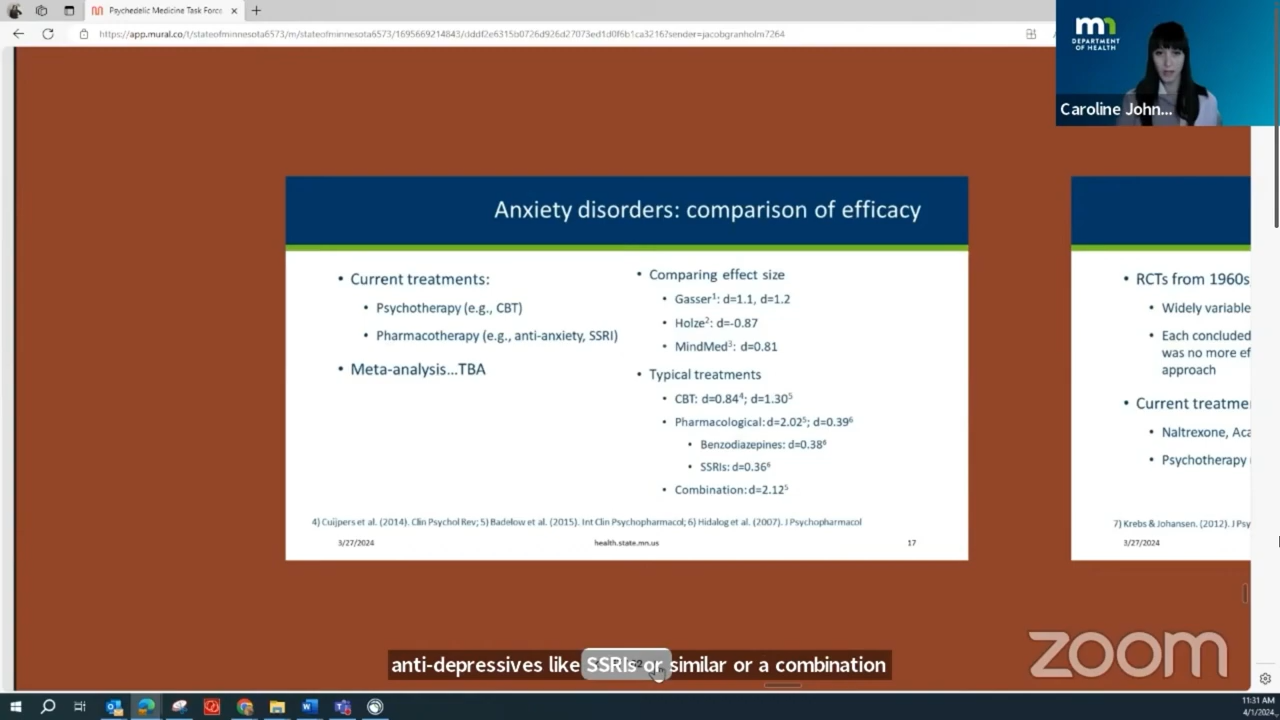 Psychedelic Medicine Task Force
https://app.mural.co/t/stateofminnesota6573/m/stateofminnesota6573/1695669214843/dddf2e6315b0726d926d27073ed1d0f6b1ca3216?sender=jacobgranholm7264
mn
DEPARTMENT
OF HEALTH
Caroline John...
Anxiety disorders: comparison of efficacy
• Current treatments:
• Psychotherapy (e.g., CBT)
• Pharmacotherapy (e.g., anti-anxiety, SSRI)
• Meta-analysis...TBA
• Comparing effect size
• Gasser¹: d=1.1, d=1.2
• Holze²: d=-0.87
• MindMed³: d=0.81
• Typical treatments
• CBT: d=0.84⁴; d=1.30⁵
• Pharmacological: d=2.02⁵; d=0.39⁶
• Benzodiazepines: d=0.38⁶
• SSRIs: d=0.36⁶
• Combination: d=2.12⁵
4) Cuijpers et al. (2014). Clin Psychol Rev; 5) Badelow et al. (2015). Int Clin Psychopharmacol; 6) Hidalog et al. (2007). J Psychopharmacol
3/27/2024
health.state.mn.us
17
• RCTs from 1960s
• Widely variable
• Each concluded
was no more ef
approach
• Current treatme
• Naltrexone, Aca
• Psychotherapy
7) Krebs & Johansen. (2012). J Psy
3/27/2024
anti-depressives like SSRIs or similar or a combination
zoom
11:31 AM
4/1/2024